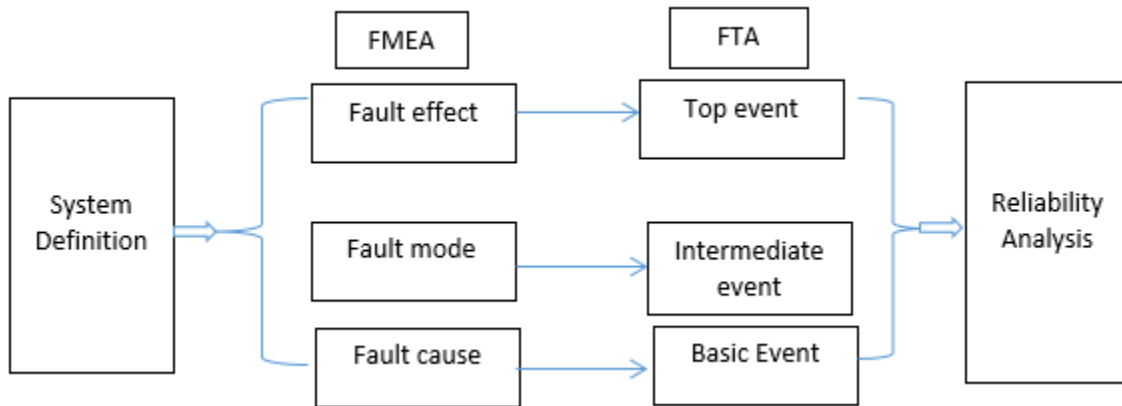 FMEA
FTA
System
Definition
Fault effect
Top event
Fault mode
Intermediate
event
Fault cause
Basic Event
Reliability
Analysis